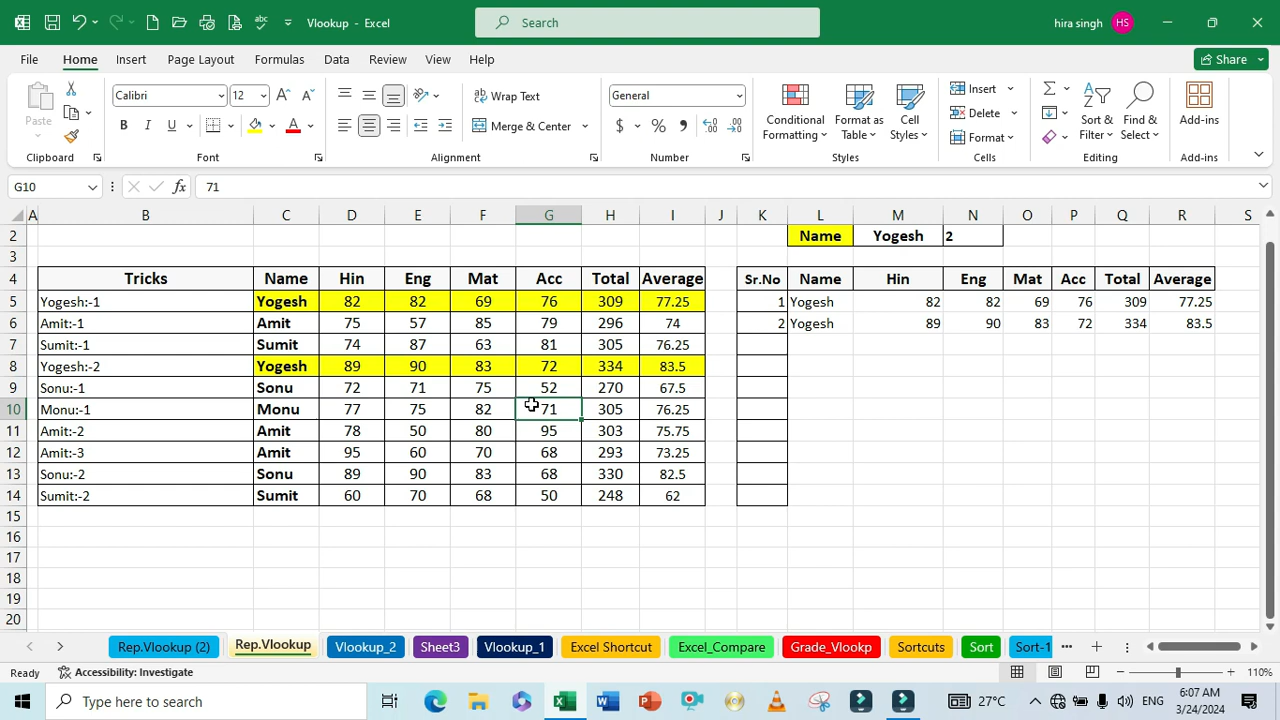 Vlookup - Excel
Search
hira singh HS
File Home Insert Page Layout Formulas Data Review View Help Share
Calibri 12 Wrap Text General Insert
Paste B I U A Merge & Center $ % Conditional Formatting Format as Table Cell Styles Delete Format Sort & Filter Find & Select Add-ins
Clipboard Font Alignment Number Styles Cells Editing Add-ins
G10 fx 71
A B C D E F G H I J K L M N O P Q R S
2 Name Yogesh 2
3
4 Tricks Name Hin Eng Mat Acc Total Average Sr.No Name Hin Eng Mat Acc Total Average
5 Yogesh:-1 Yogesh 82 82 69 76 309 77.25 1 Yogesh 82 82 69 76 309 77.25
6 Amit:-1 Amit 75 57 85 79 296 74 2 Yogesh 89 90 83 72 334 83.5
7 Sumit:-1 Sumit 74 87 63 81 305 76.25
8 Yogesh:-2 Yogesh 89 90 83 72 334 83.5
9 Sonu:-1 Sonu 72 71 75 52 270 67.5
10 Monu:-1 Monu 77 75 82 71 305 76.25
11 Amit:-2 Amit 78 50 80 95 303 75.75
12 Amit:-3 Amit 95 60 70 68 293 73.25
13 Sonu:-2 Sonu 89 90 83 68 330 82.5
14 Sumit:-2 Sumit 60 70 68 50 248 62
15
16
17
18
19
20
Rep.Vlookup (2) Rep.Vlookup Vlookup_2 Sheet3 Vlookup_1 Excel Shortcut Excel_Compare Grade_Vlookp Sortcuts Sort Sort-1
Ready Accessibility: Investigate 110%
Type here to search 27°C ENG 6:07 AM
3/24/2024